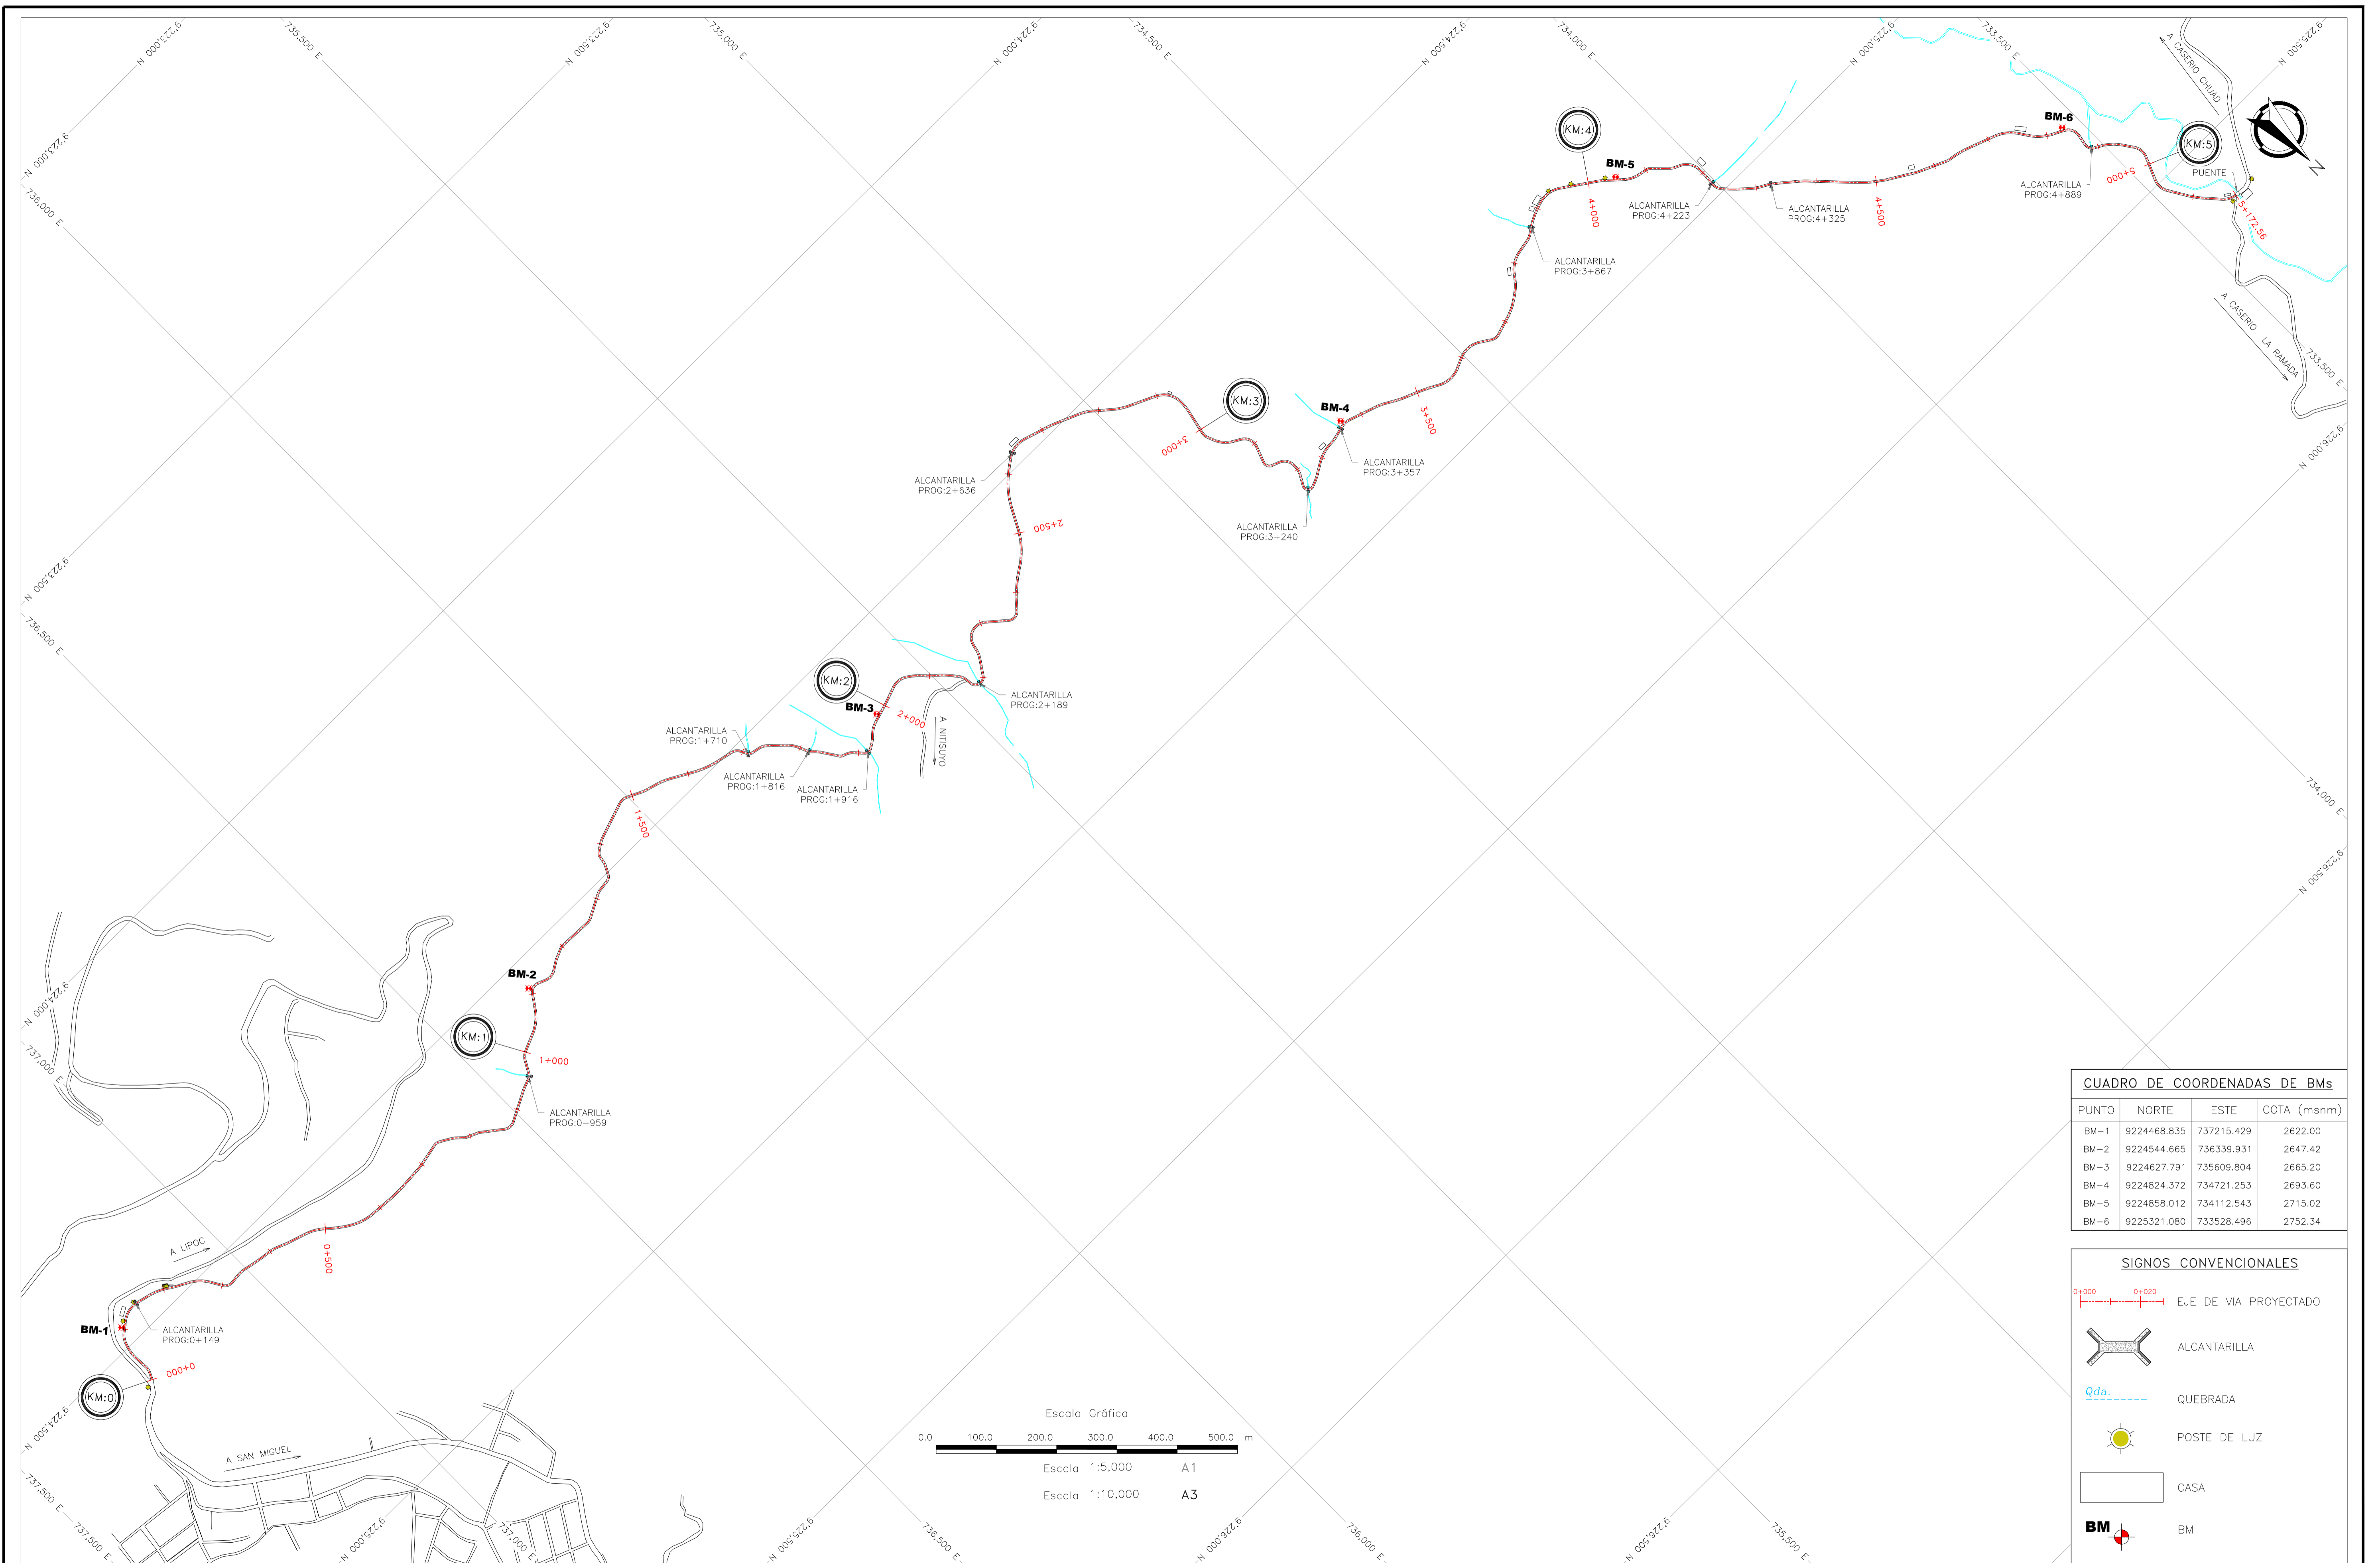 N 9'223,000
735,500 E
N 9'223,500
735,000 E
N 9'224,000
734,500 E
N 9'224,500
734,000 E
N 9'225,000
733,500 E
N 9'225,500
A CASERIO CHUAD
N
N 9'223,000
736,000 E
N 9'223,500
736,500 E
N 9'224,000
737,000 E
N 9'224,500
737,500 E
737,500 E
N 9'225,000
737,000 E
N 9'225,500
736,500 E
N 9'226,000
736,000 E
N 9'226,500
735,500 E
733,500 E
N 9'226,000
734,000 E
N 9'226,500
KM:5
BM-6
5+000
PUENTE
5+172.56
ALCANTARILLA
PROG:4+889
A CASERIO LA RAMADA
4+500
ALCANTARILLA
PROG:4+325
ALCANTARILLA
PROG:4+223
KM:4
BM-5
4+000
ALCANTARILLA
PROG:3+867
3+500
BM-4
ALCANTARILLA
PROG:3+357
ALCANTARILLA
PROG:3+240
KM:3
3+000
ALCANTARILLA
PROG:2+636
2+500
ALCANTARILLA
PROG:2+189
A NITISUYO
KM:2
BM-3
2+000
ALCANTARILLA
PROG:1+710
ALCANTARILLA
PROG:1+816
ALCANTARILLA
PROG:1+916
1+500
BM-2
KM:1
1+000
ALCANTARILLA
PROG:0+959
0+500
A LIPOC
BM-1
ALCANTARILLA
PROG:0+149
0+000
KM:0
A SAN MIGUEL
Escala Gráfica
0.0 100.0 200.0 300.0 400.0 500.0 m
Escala 1:5,000 A1
Escala 1:10,000 A3
CUADRO DE COORDENADAS DE BMs
PUNTO NORTE ESTE COTA (msnm)
BM-1 9224468.835 737215.429 2622.00
BM-2 9224544.665 736339.931 2647.42
BM-3 9224627.791 735609.804 2665.20
BM-4 9224824.372 734721.253 2693.60
BM-5 9224858.012 734112.543 2715.02
BM-6 9225321.080 733528.496 2752.34
SIGNOS CONVENCIONALES
0+000 0+020
EJE DE VIA PROYECTADO
ALCANTARILLA
Qda.
QUEBRADA
POSTE DE LUZ
CASA
BM
BM